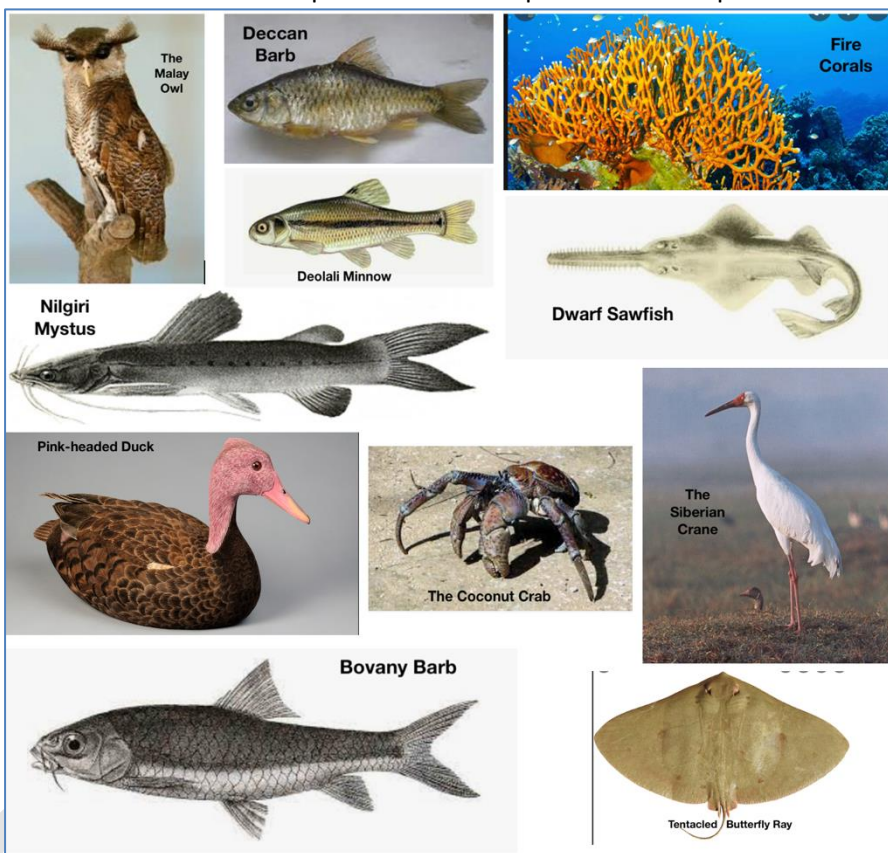 The
Malay
Owl
Deccan
Barb
Fire
Corals
Deolali Minnow
Dwarf Sawfish
Nilgiri
Mystus
Pink-headed Duck
The Coconut Crab
The
Siberian
Crane
Bovany Barb
Tentacled Butterfly Ray